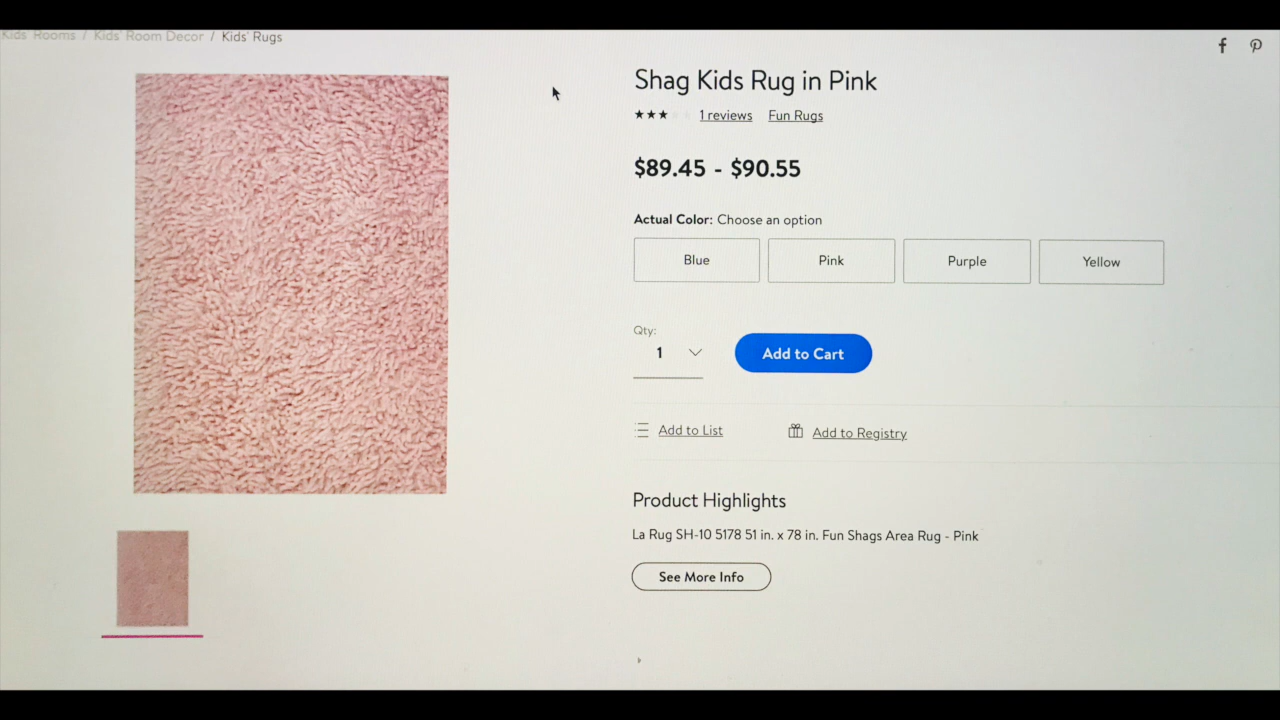 Kids' Rooms / Kids' Room Decor / Kids' Rugs
Shag Kids Rug in Pink
1 reviews Fun Rugs
$89.45 - $90.55
Actual Color: Choose an option
Blue Pink Purple Yellow
Qty:
1 Add to Cart
Add to List Add to Registry
Product Highlights
La Rug SH-10 5178 51 in. x 78 in. Fun Shags Area Rug - Pink
See More Info